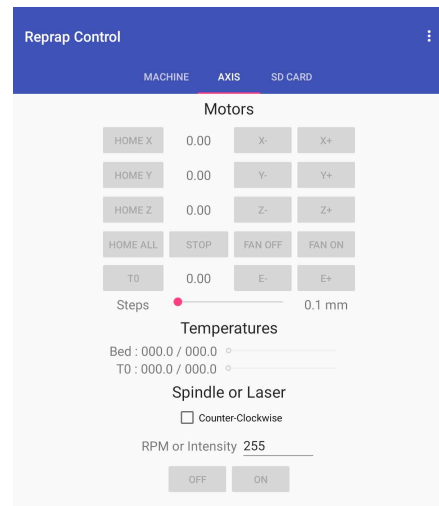 Reprap Control
MACHINE AXIS SD CARD
Motors
HOME X 0.00 X- X+
HOME Y 0.00 Y- Y+
HOME Z 0.00 Z- Z+
HOME ALL STOP FAN OFF FAN ON
T0 0.00 E- E+
Steps 0.1 mm
Temperatures
Bed : 000.0 / 000.0
T0 : 000.0 / 000.0
Spindle or Laser
Counter-Clockwise
RPM or Intensity 255
OFF ON